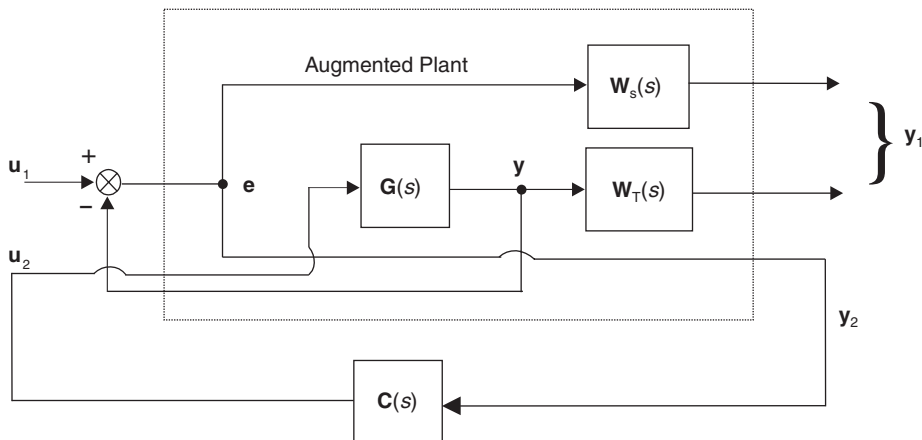 Augmented Plant
W_s(s)
}
y_1
u_1
+
−
e
G(s)
y
W_T(s)
u_2
y_2
C(s)